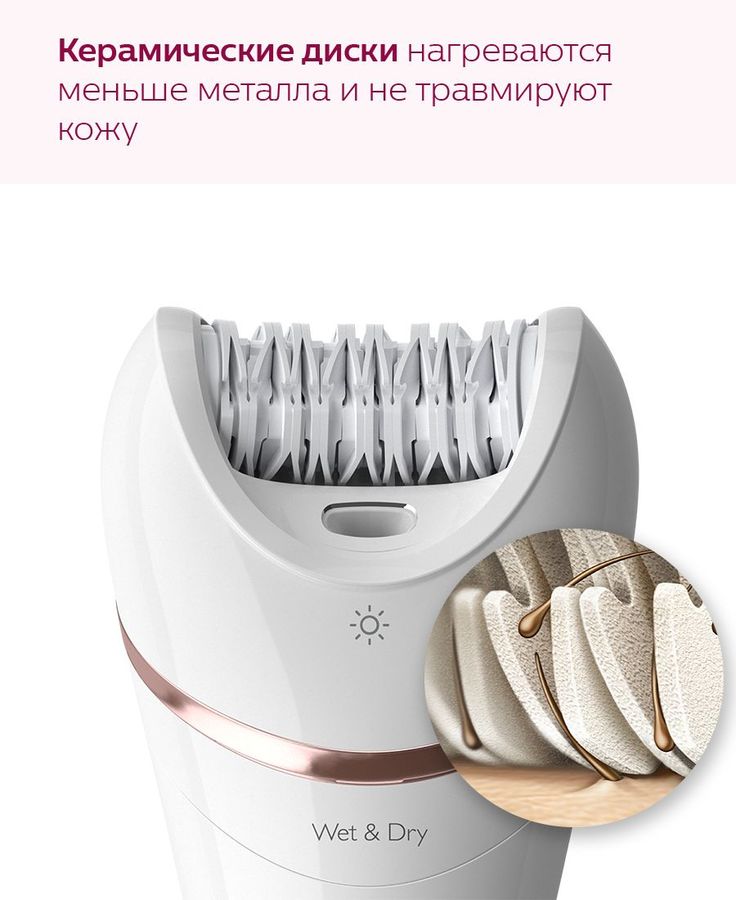 Керамические диски нагреваются
меньше металла и не травмируют
кожу
Wet & Dry